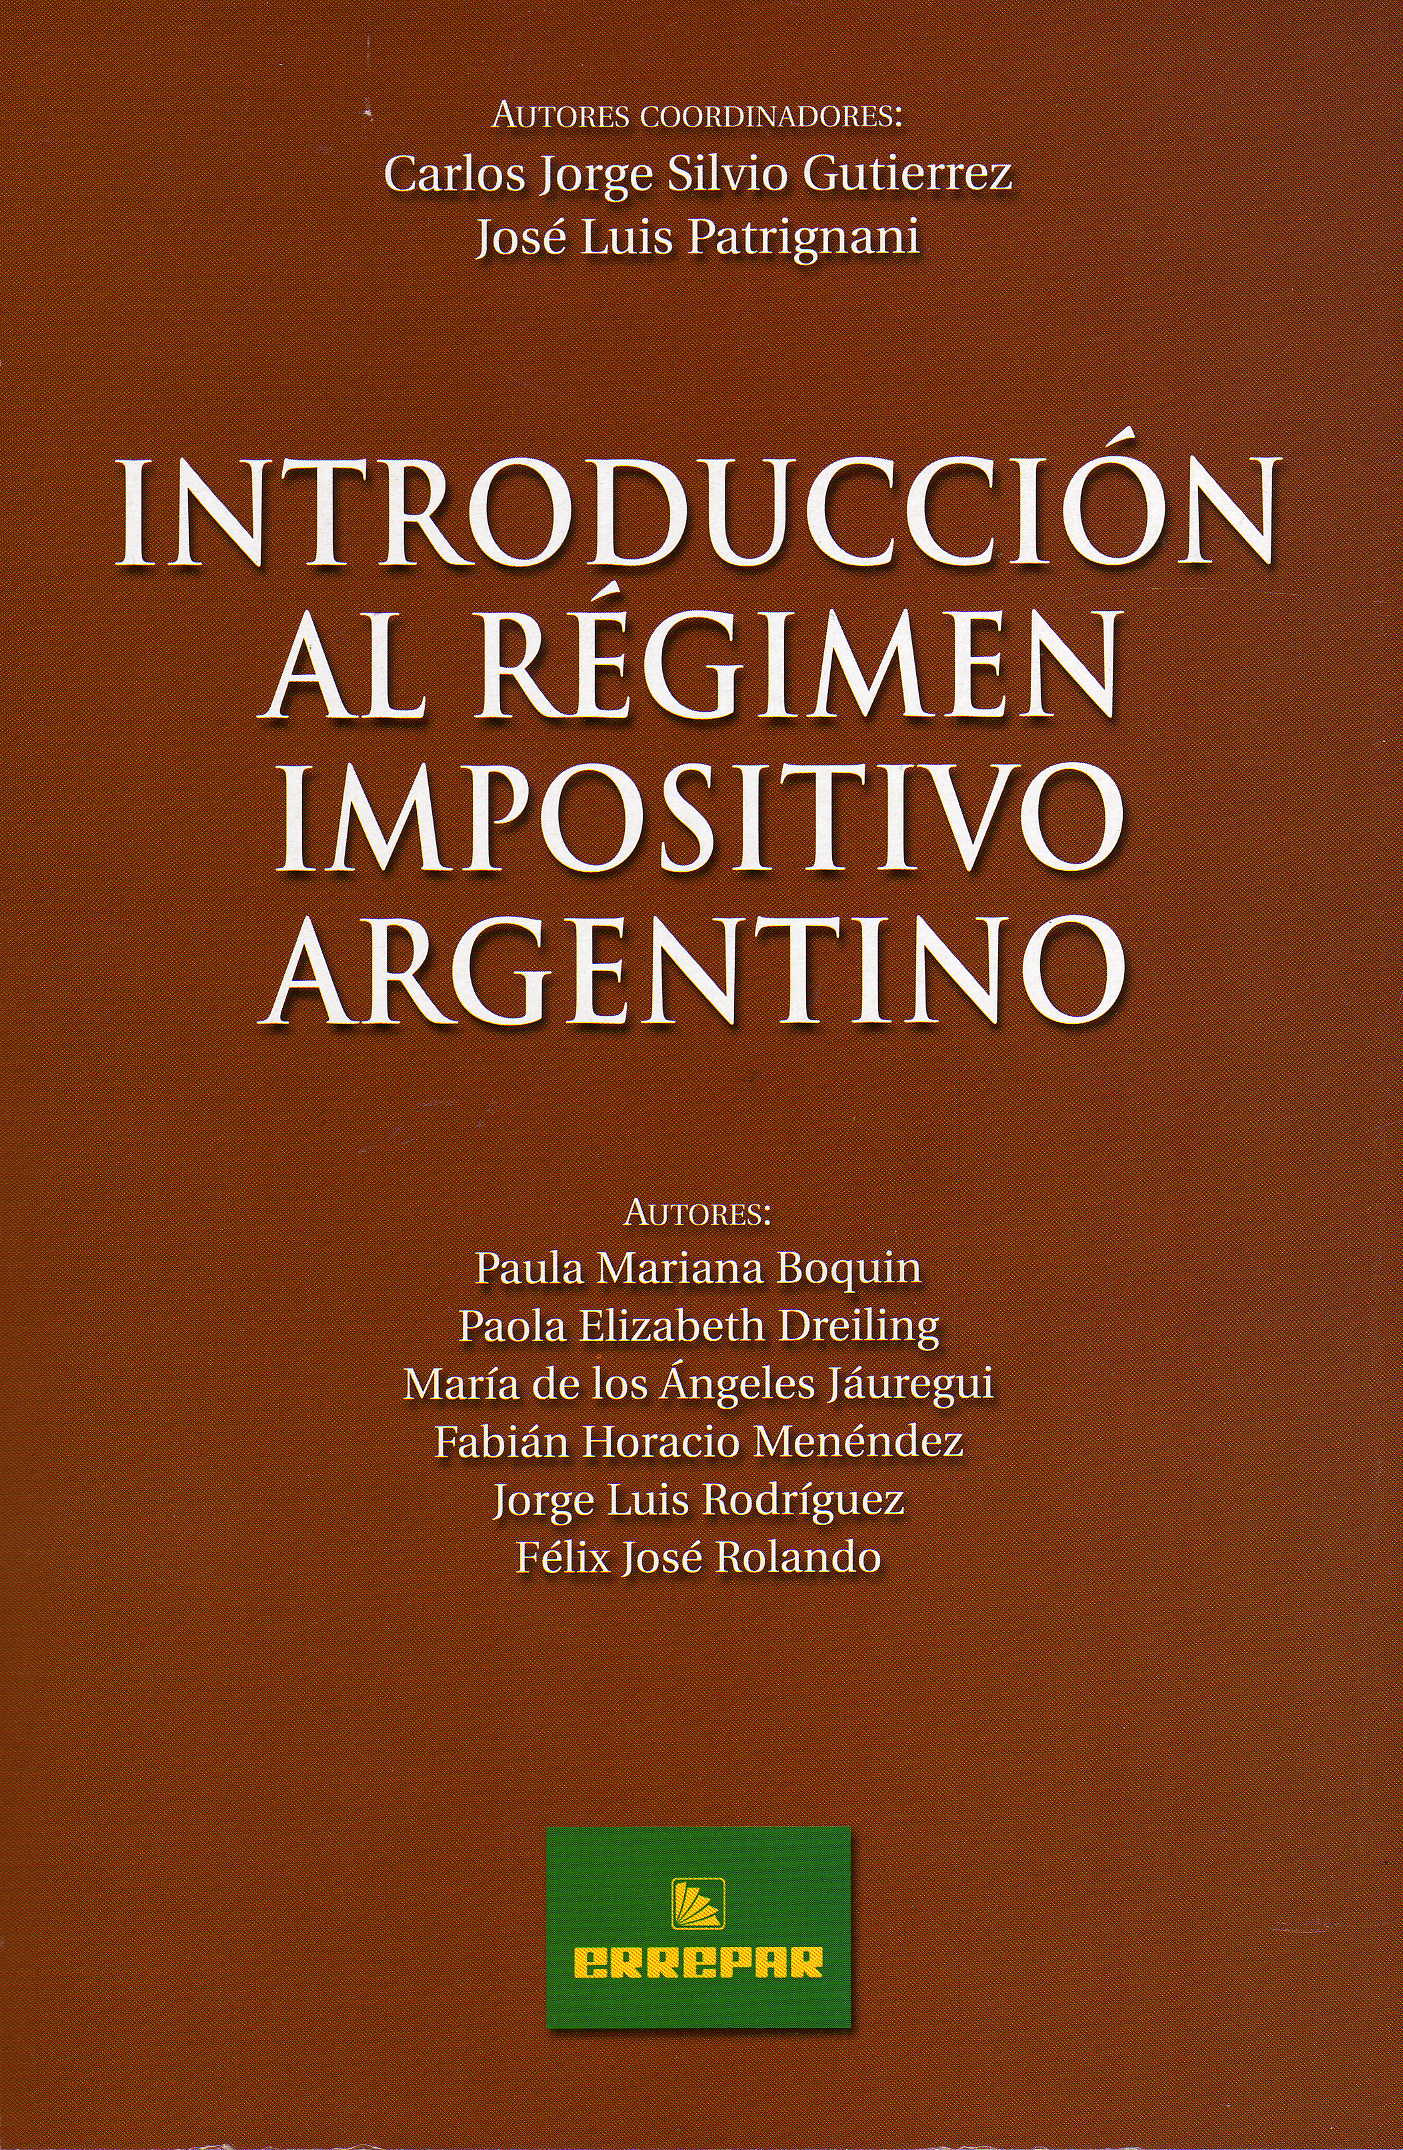 AUTORES COORDINADORES:
Carlos Jorge Silvio Gutierrez
José Luis Patrignani
INTRODUCCIÓN
AL RÉGIMEN
IMPOSITIVO
ARGENTINO
AUTORES:
Paula Mariana Boquin
Paola Elizabeth Dreiling
María de los Ángeles Jáuregui
Fabián Horacio Menéndez
Jorge Luis Rodríguez
Félix José Rolando
ERREPAR